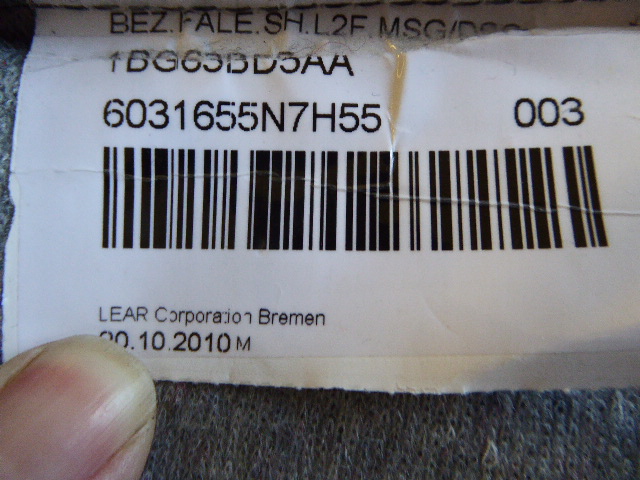 BEZ.FALE.SH.L2F.MSG/DSG
1BG63BD5AA
6031655N7H55 003
LEAR Corporation Bremen
20.10.2010 M